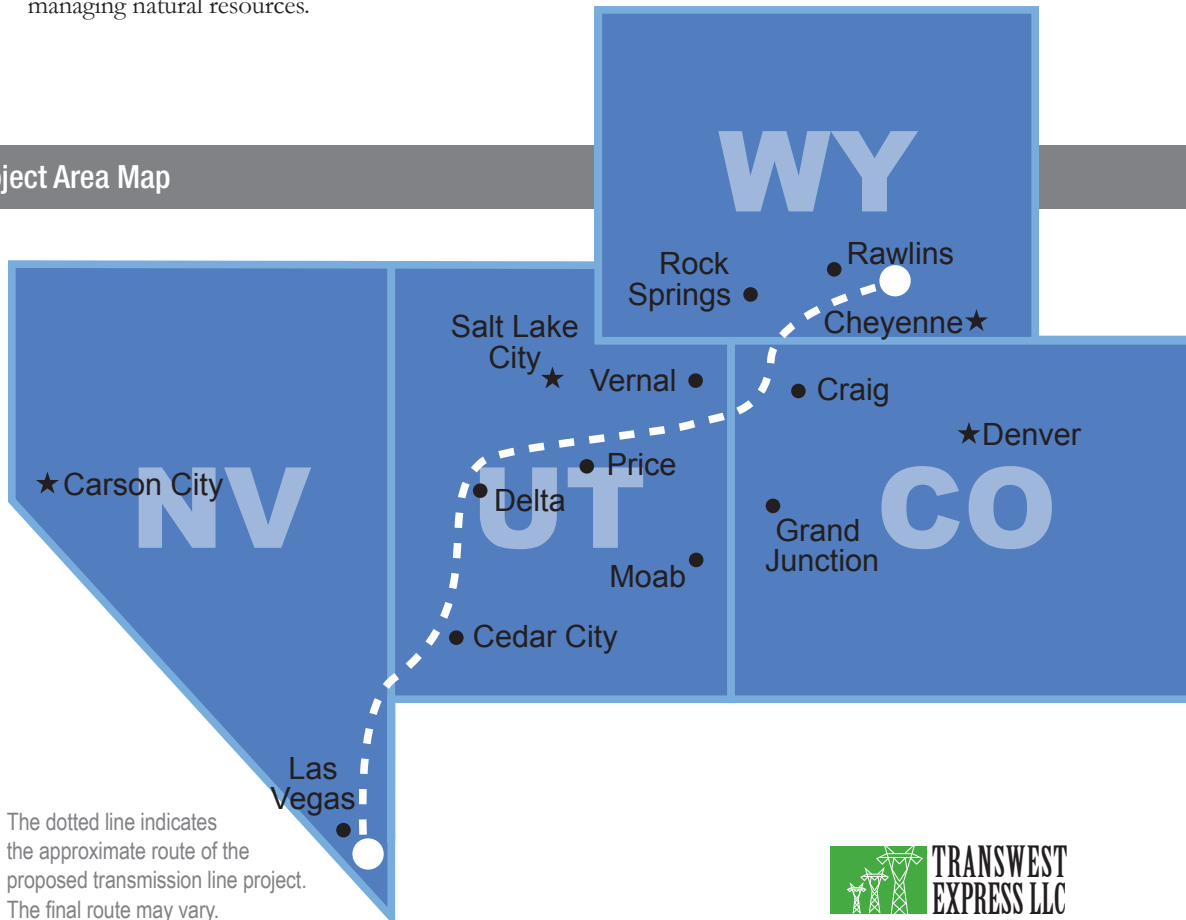 managing natural resources.
ject Area Map
WY
Rawlins
Rock
Springs
Cheyenne
Salt Lake
City
Vernal
Craig
Denver
Carson City
NV
Price
Delta
UT
CO
Grand
Junction
Moab
Cedar City
Las
Vegas
The dotted line indicates
the approximate route of the
proposed transmission line project.
The final route may vary.
TRANSWEST
EXPRESS LLC